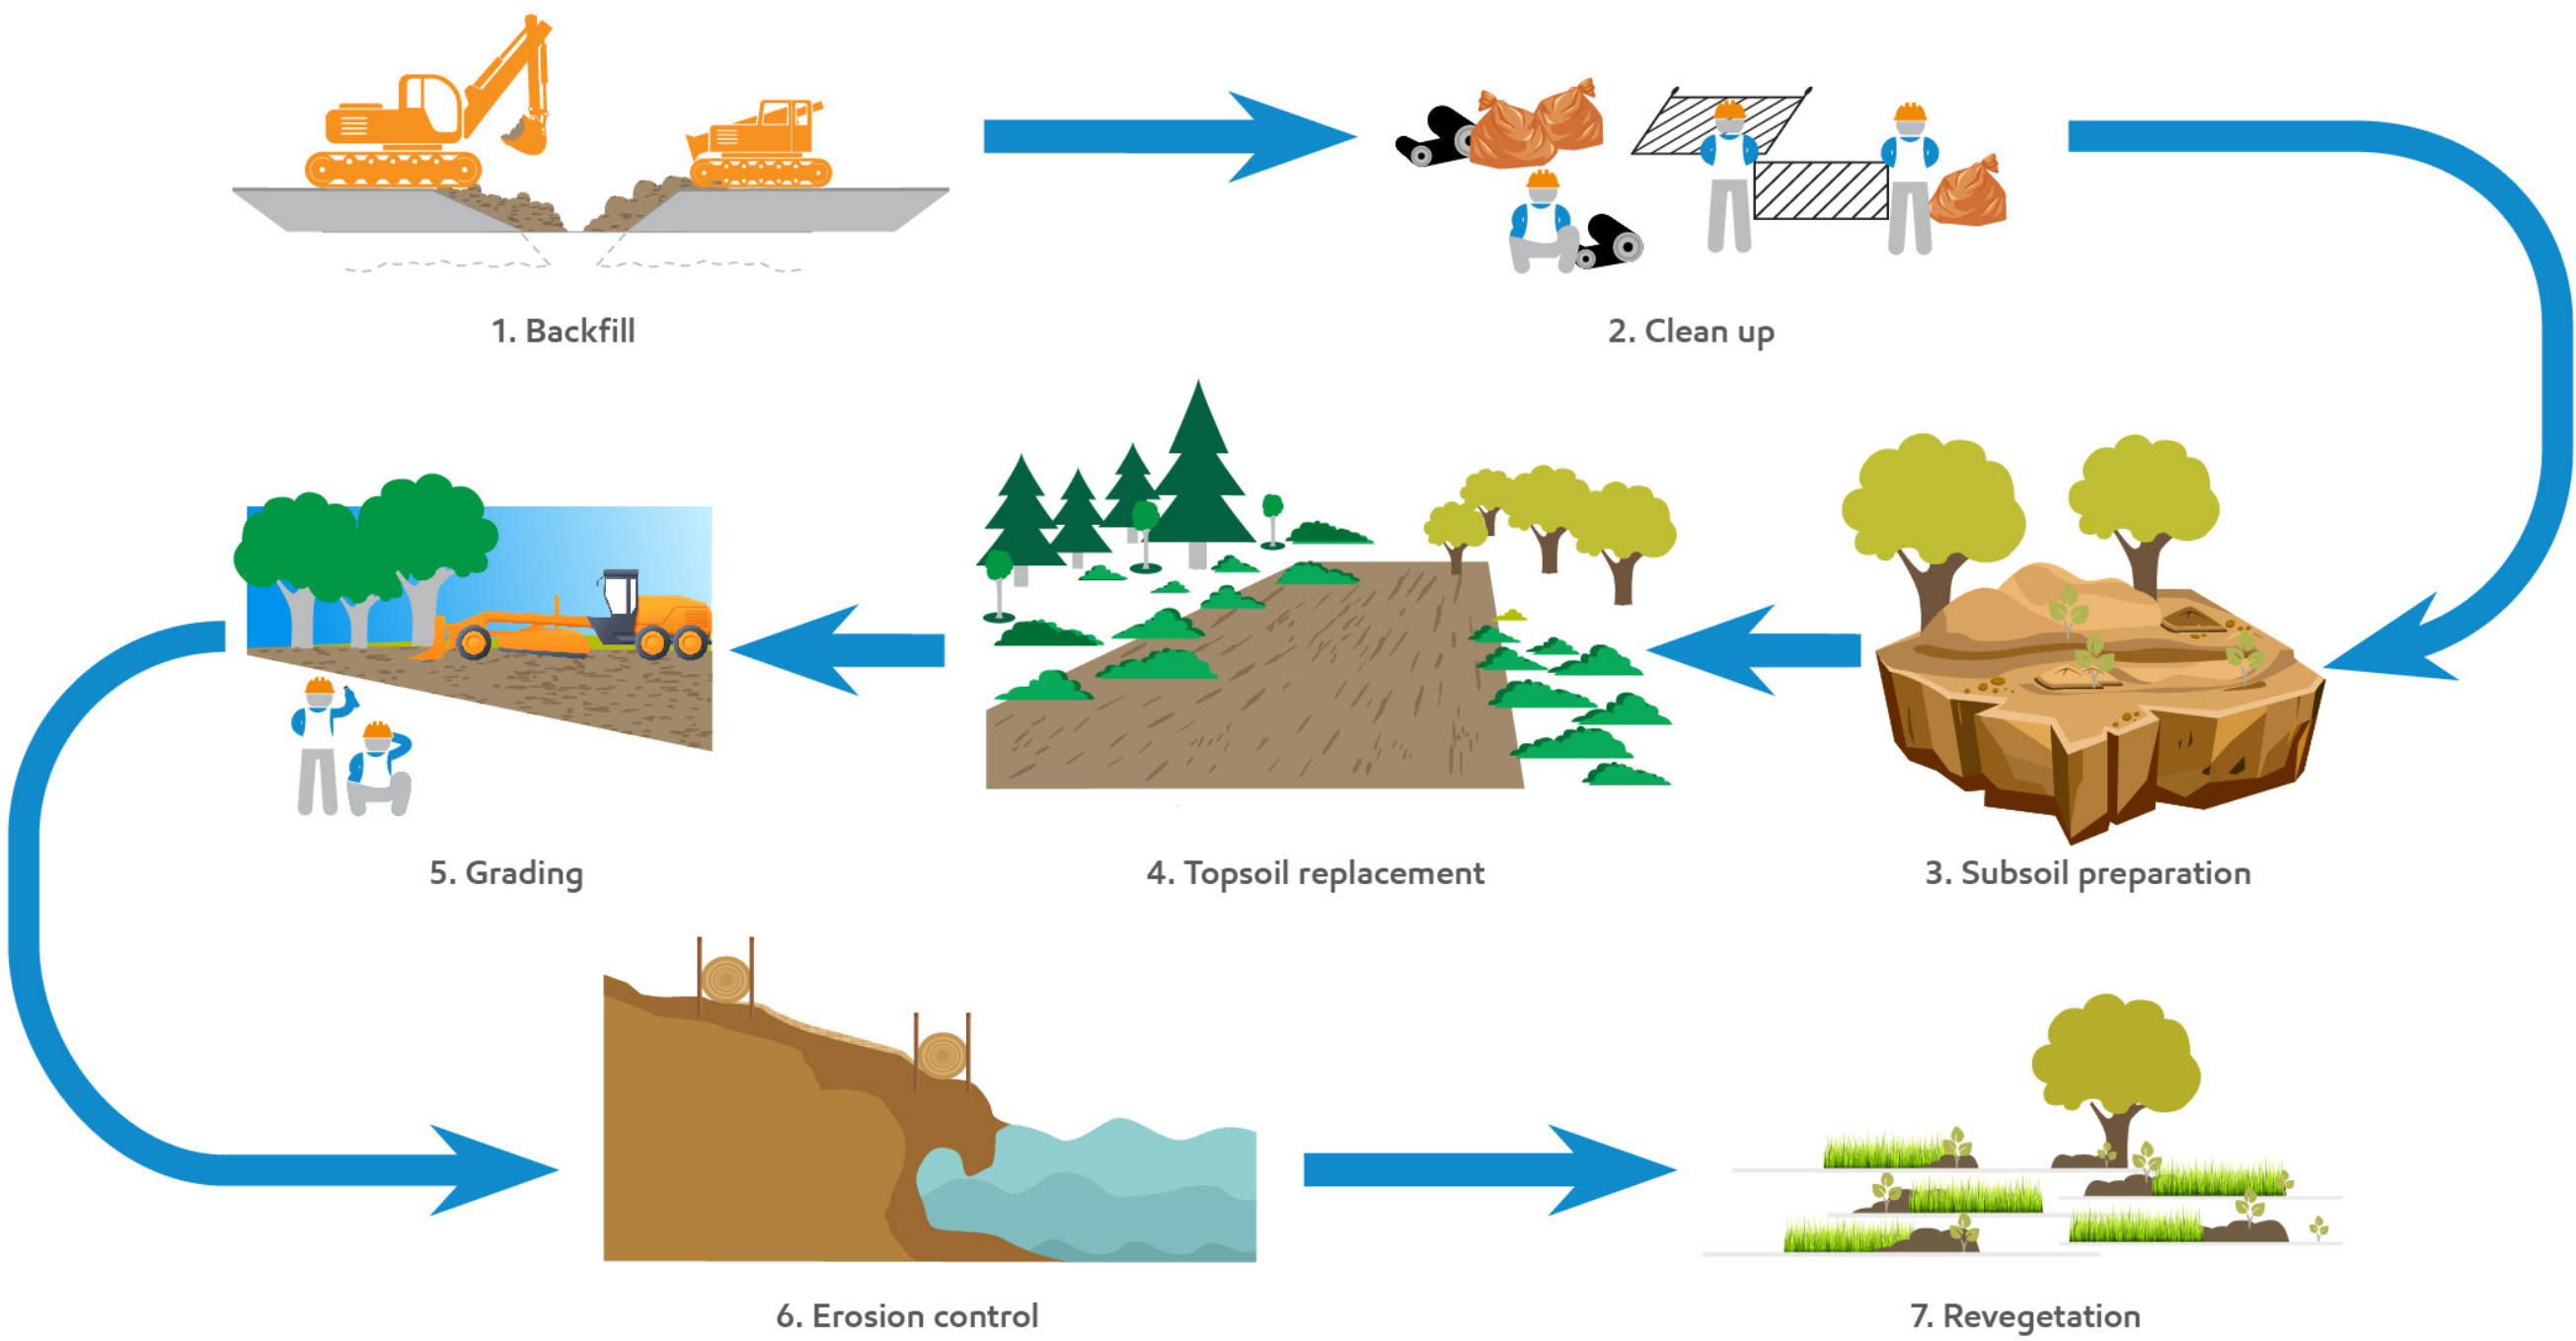 1. Backfill
2. Clean up
3. Subsoil preparation
4. Topsoil replacement
5. Grading
6. Erosion control
7. Revegetation